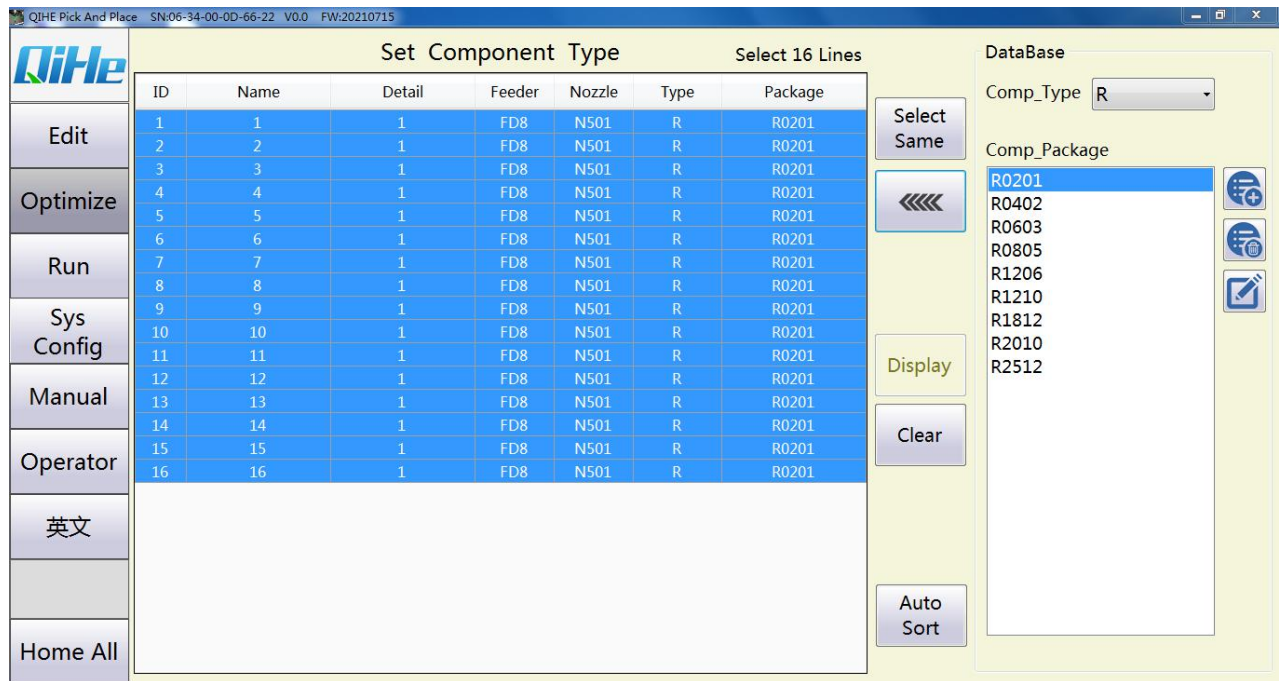 QIHE Pick And Place SN:06-34-00-0D-66-22 V0.0 FW:20210715
QiHe
Edit
Optimize
Run
Sys
Config
Manual
Operator
英文
Home All
Set Component Type Select 16 Lines
ID Name Detail Feeder Nozzle Type Package
1 1 1 FD8 N501 R R0201
2 2 1 FD8 N501 R R0201
3 3 1 FD8 N501 R R0201
4 4 1 FD8 N501 R R0201
5 5 1 FD8 N501 R R0201
6 6 1 FD8 N501 R R0201
7 7 1 FD8 N501 R R0201
8 8 1 FD8 N501 R R0201
9 9 1 FD8 N501 R R0201
10 10 1 FD8 N501 R R0201
11 11 1 FD8 N501 R R0201
12 12 1 FD8 N501 R R0201
13 13 1 FD8 N501 R R0201
14 14 1 FD8 N501 R R0201
15 15 1 FD8 N501 R R0201
16 16 1 FD8 N501 R R0201
Select
Same
Display
Clear
Auto
Sort
DataBase
Comp_Type R
Comp_Package
R0201
R0402
R0603
R0805
R1206
R1210
R1812
R2010
R2512